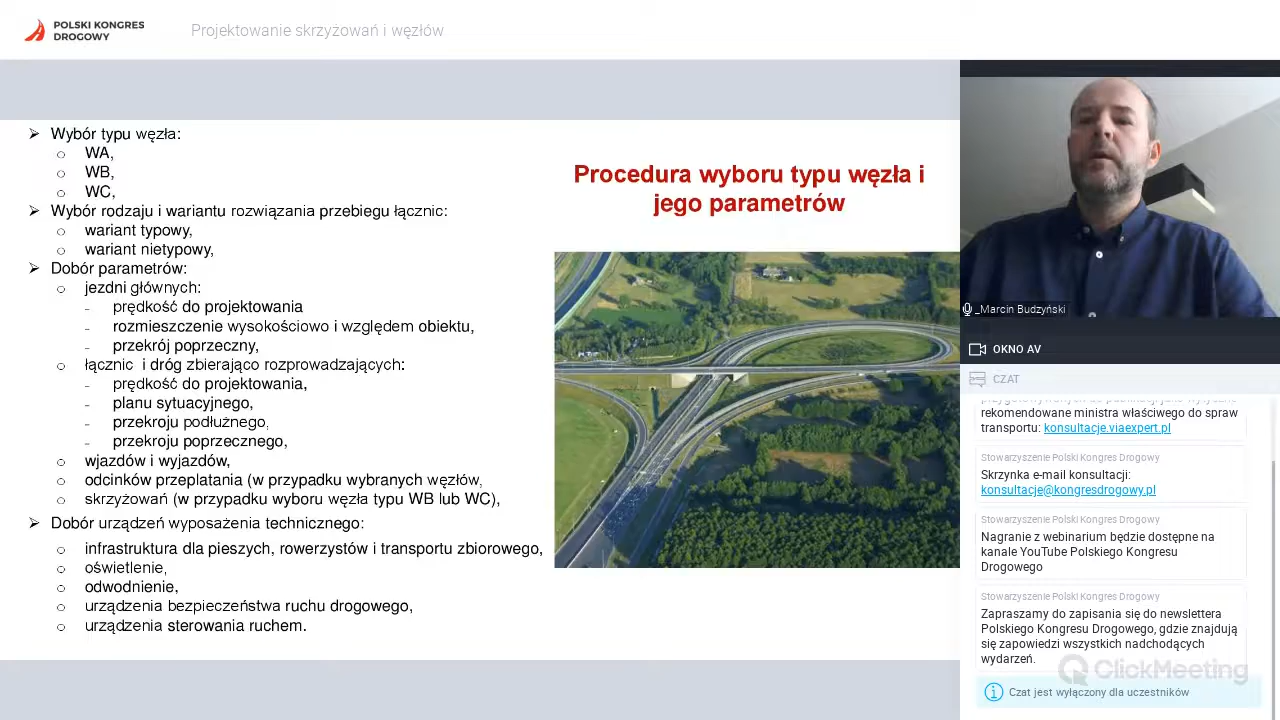 POLSKI KONGRES
DROGOWY
Projektowanie skrzyżowań i węzłów
➢ Wybór typu węzła:
o WA,
o WB,
o WC,
➢ Wybór rodzaju i wariantu rozwiązania przebiegu łącznic:
o wariant typowy,
o wariant nietypowy,
➢ Dobór parametrów:
o jezdni głównych:
- prędkość do projektowania
- rozmieszczenie wysokościowo i względem obiektu,
- przekrój poprzeczny,
o łącznic i dróg zbierająco rozprowadzających:
- prędkość do projektowania,
- planu sytuacyjnego,
- przekroju podłużnego,
- przekroju poprzecznego,
o wjazdów i wyjazdów,
o odcinków przeplatania (w przypadku wybranych węzłów,
o skrzyżowań (w przypadku wyboru węzła typu WB lub WC),
➢ Dobór urządzeń wyposażenia technicznego:
o infrastruktura dla pieszych, rowerzystów i transportu zbiorowego,
o oświetlenie,
o odwodnienie,
o urządzenia bezpieczeństwa ruchu drogowego,
o urządzenia sterowania ruchem.
Procedura wyboru typu węzła i
jego parametrów
_Marcin Budzyński
OKNO AV
CZAT
rekomendowane ministra właściwego do spraw
transportu: konsultacje.viaexpert.pl
Stowarzyszenie Polski Kongres Drogowy
Skrzynka e-mail konsultacji:
konsultacje@kongresdrogowy.pl
Stowarzyszenie Polski Kongres Drogowy
Nagranie z webinarium będzie dostępne na
kanale YouTube Polskiego Kongresu
Drogowego
Stowarzyszenie Polski Kongres Drogowy
Zapraszamy do zapisania się do newslettera
Polskiego Kongresu Drogowego, gdzie znajdują
się zapowiedzi wszystkich nadchodzących
wydarzeń.
ClickMeeting
Czat jest wyłączony dla uczestników